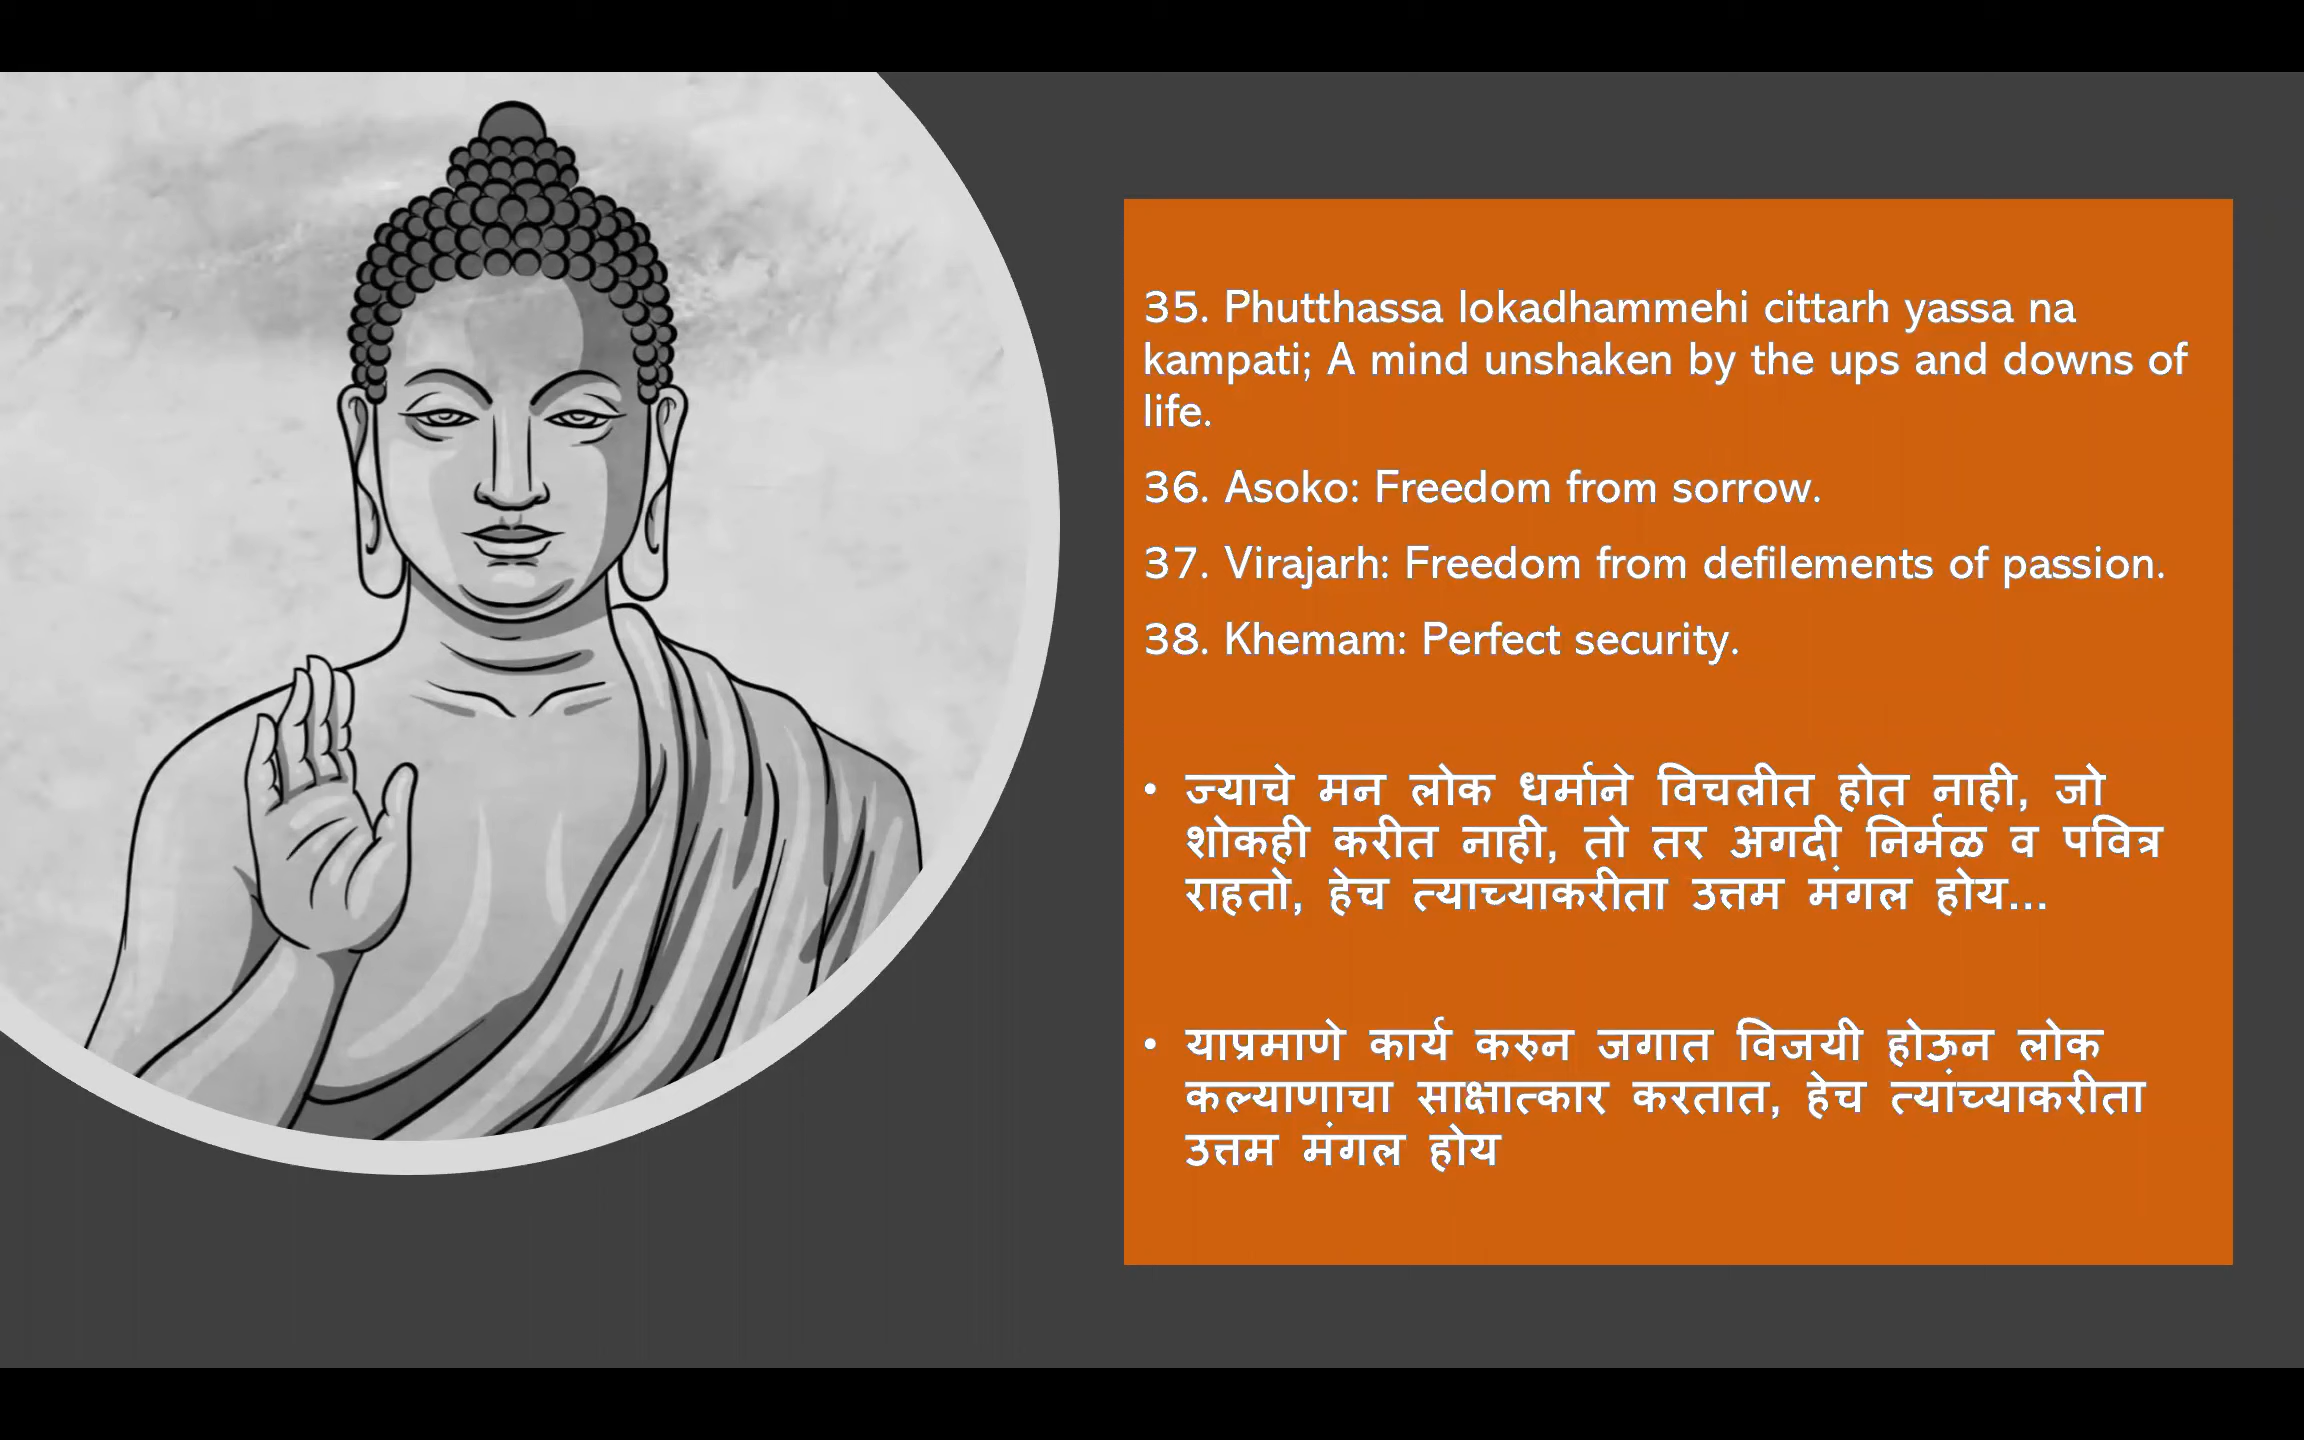 35. Phutthassa lokadhammehi cittarh yassa na
kampati; A mind unshaken by the ups and downs of
life.
36. Asoko: Freedom from sorrow.
37. Virajarh: Freedom from defilements of passion.
38. Khemam: Perfect security.
• ज्याचे मन लोक धर्माने विचलीत होत नाही, जो
शोकही करीत नाही, तो तर अगदी निर्मळ व पवित्र
राहतो, हेच त्याच्याकरीता उत्तम मंगल होय...
• याप्रमाणे कार्य करुन जगात विजयी होऊन लोक
कल्याणाचा साक्षात्कार करतात, हेच त्यांच्याकरीता
उत्तम मंगल होय